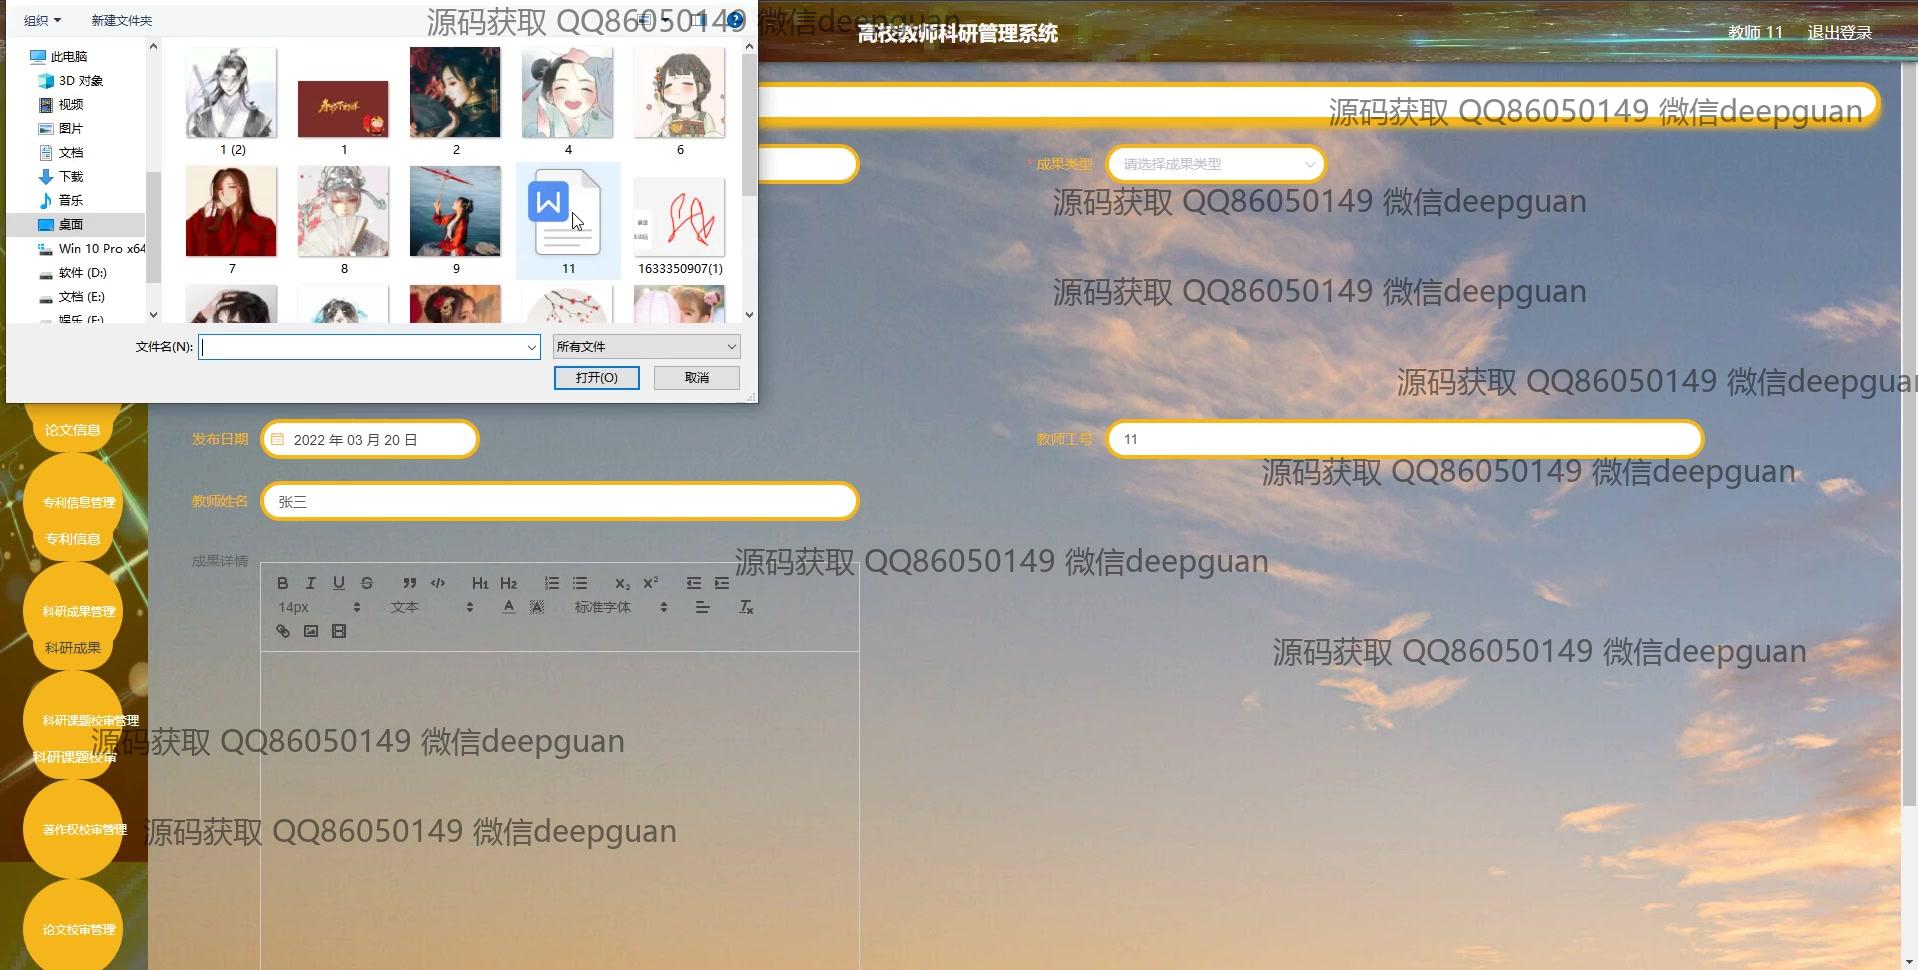 组织 新建文件夹
源码获取 QQ86050149 微信deepguan
高校教师科研管理系统
教师 11 退出登录
此电脑
3D 对象
视频
图片
文档
下载
音乐
桌面
Win 10 Pro x64
软件 (D:)
文档 (E:)
娱乐 (F:)
1 (2)
1
2
4
6
7
8
9
W
11
1633350907(1)
文件名(N):
所有文件
打开(O)
取消
源码获取 QQ86050149 微信deepguan
* 成果类型 请选择成果类型
源码获取 QQ86050149 微信deepguan
源码获取 QQ86050149 微信deepguan
源码获取 QQ86050149 微信deepguan
论文信息
发布日期 2022 年 03 月 20 日
教师工号 11
源码获取 QQ86050149 微信deepguan
专利信息管理
教师姓名 张三
专利信息
成果详情
源码获取 QQ86050149 微信deepguan
B I U S H1 H2 X2 X2
14px 文本 A A 标准字体 Tx
科研成果管理
科研成果
源码获取 QQ86050149 微信deepguan
科研课题校审管理
源码获取 QQ86050149 微信deepguan
科研课题校审
著作权校审管理
源码获取 QQ86050149 微信deepguan
论文校审管理